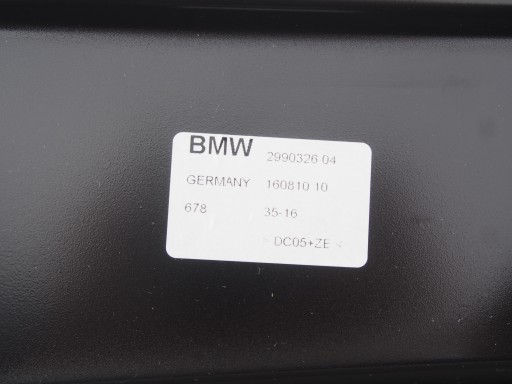 BMW 2990326 04
GERMANY 160810 10
678 35-16
>DC05+ZE<